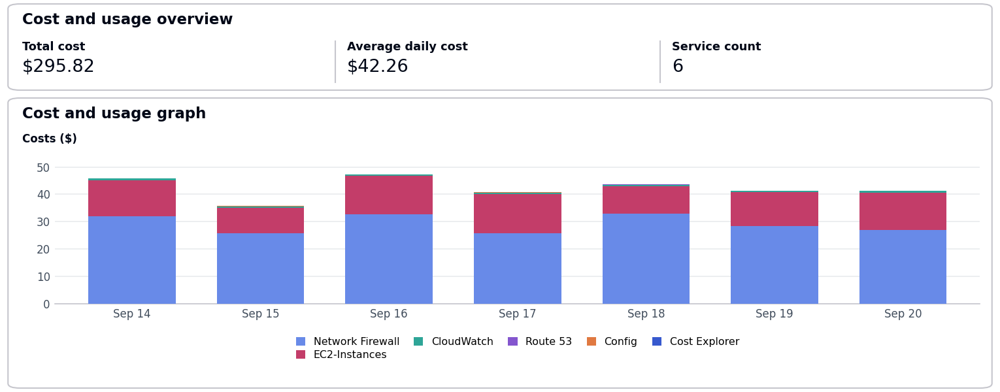 Cost and usage overview
Total cost Average daily cost Service count
$295.82 $42.26 6
Cost and usage graph
Costs ($)
50
40
30
20
10
0
Sep 14 Sep 15 Sep 16 Sep 17 Sep 18 Sep 19 Sep 20
Network Firewall CloudWatch Route 53 Config Cost Explorer
EC2-Instances